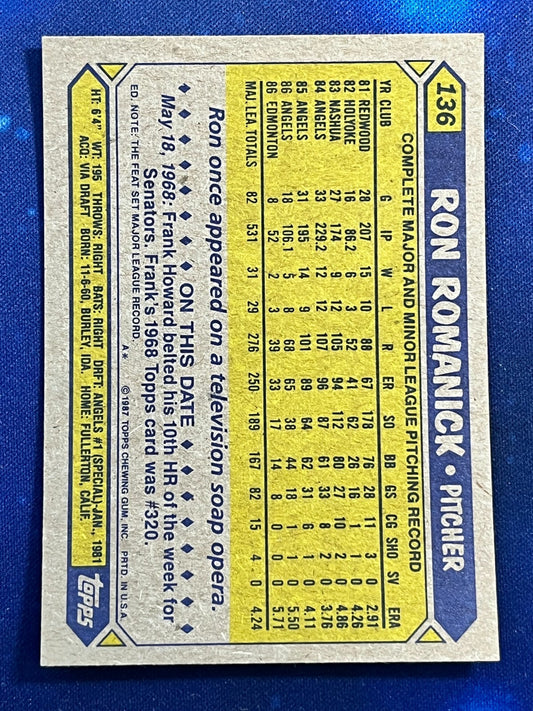 136 RON ROMANICK • PITCHER
COMPLETE MAJOR AND MINOR LEAGUE PITCHING RECORD
YR CLUB G IP W L R ER SO BB GS CG SHO SV ERA
81 REDWOOD 28 207 15 10 88 67 178 76 28 11 3 0 2.91
82 HOLYOKE 16 86.2 6 3 52 41 62 26 16 1 1 0 4.26
83 NASHUA 27 174 9 12 105 94 112 80 27 10 2 0 4.86
84 ANGELS 33 229.2 12 12 107 96 87 61 33 8 2 0 3.76
85 ANGELS 31 195 14 9 101 89 64 62 31 6 1 0 4.11
86 ANGELS 18 106.1 5 8 68 65 38 44 18 1 1 0 5.50
86 EDMONTON 8 52 2 3 39 33 17 14 8 0 0 0 5.71
MAJ. LEA. TOTALS 82 531 31 29 276 250 189 167 82 15 4 0 4.24
Ron once appeared on a television soap opera.
ON THIS DATE
May 18, 1968: Frank Howard belted his 10th HR of the week for
Senators. Frank's 1968 Topps card was #320.
ED. NOTE: THE FEAT SET MAJOR LEAGUE RECORD.
A* © 1987 TOPPS CHEWING GUM, INC. PRTD. IN U.S.A.
HT: 6'4" WT: 195 THROWS: RIGHT BATS: RIGHT DRFT: ANGELS #1 (SPECIAL)-JAN., 1981
ACQ: VIA DRAFT BORN: 11-6-60, BURLEY, IDA. HOME: FULLERTON, CALIF.
topps